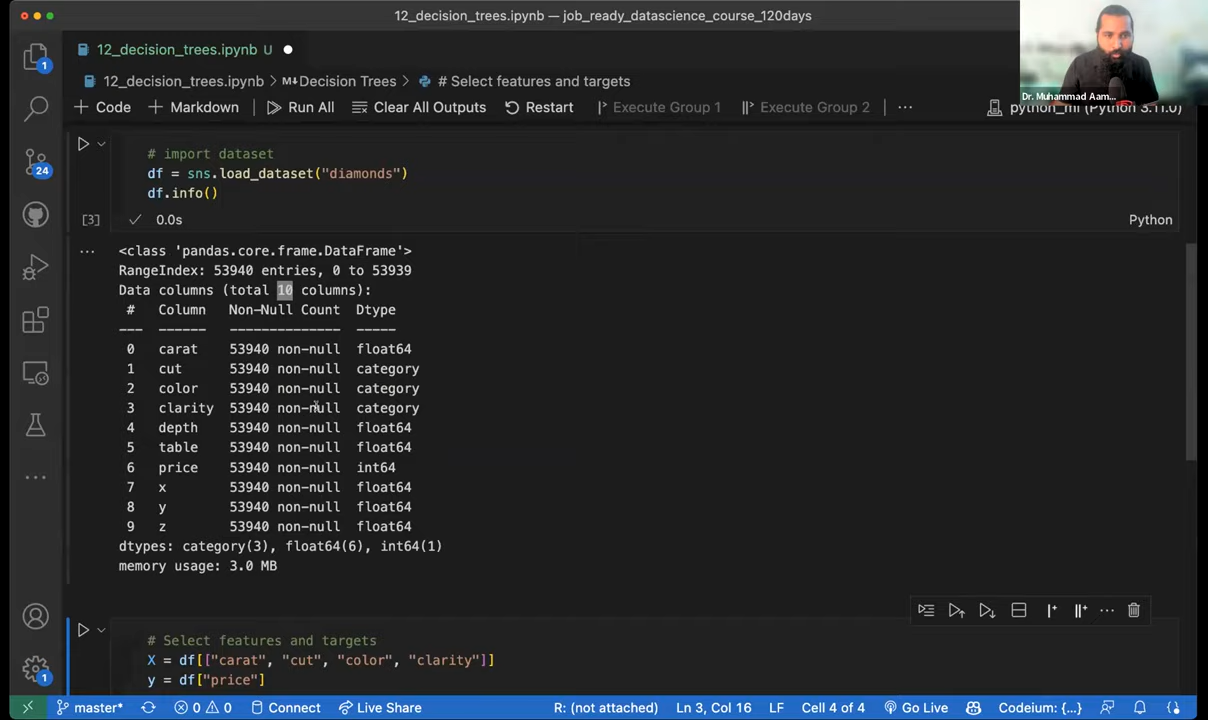 12_decision_trees.ipynb — job_ready_datascience_course_120days
12_decision_trees.ipynb U
12_decision_trees.ipynb > M↓Decision Trees > # Select features and targets
Dr. Muhammad Aam...
+ Code + Markdown Run All Clear All Outputs Restart Execute Group 1 Execute Group 2 ... python_ml (Python 3.11.0)
1
24
# import dataset
df = sns.load_dataset("diamonds")
df.info()
[3] 0.0s Python
... <class 'pandas.core.frame.DataFrame'>
RangeIndex: 53940 entries, 0 to 53939
Data columns (total 10 columns):
# Column Non-Null Count Dtype
--- ------ -------------- -----
0 carat 53940 non-null float64
1 cut 53940 non-null category
2 color 53940 non-null category
3 clarity 53940 non-null category
4 depth 53940 non-null float64
5 table 53940 non-null float64
6 price 53940 non-null int64
7 x 53940 non-null float64
8 y 53940 non-null float64
9 z 53940 non-null float64
dtypes: category(3), float64(6), int64(1)
memory usage: 3.0 MB
# Select features and targets
X = df[["carat", "cut", "color", "clarity"]]
y = df["price"]
1
master* 0 0 Connect Live Share R: (not attached) Ln 3, Col 16 LF Cell 4 of 4 Go Live Codeium: {...}